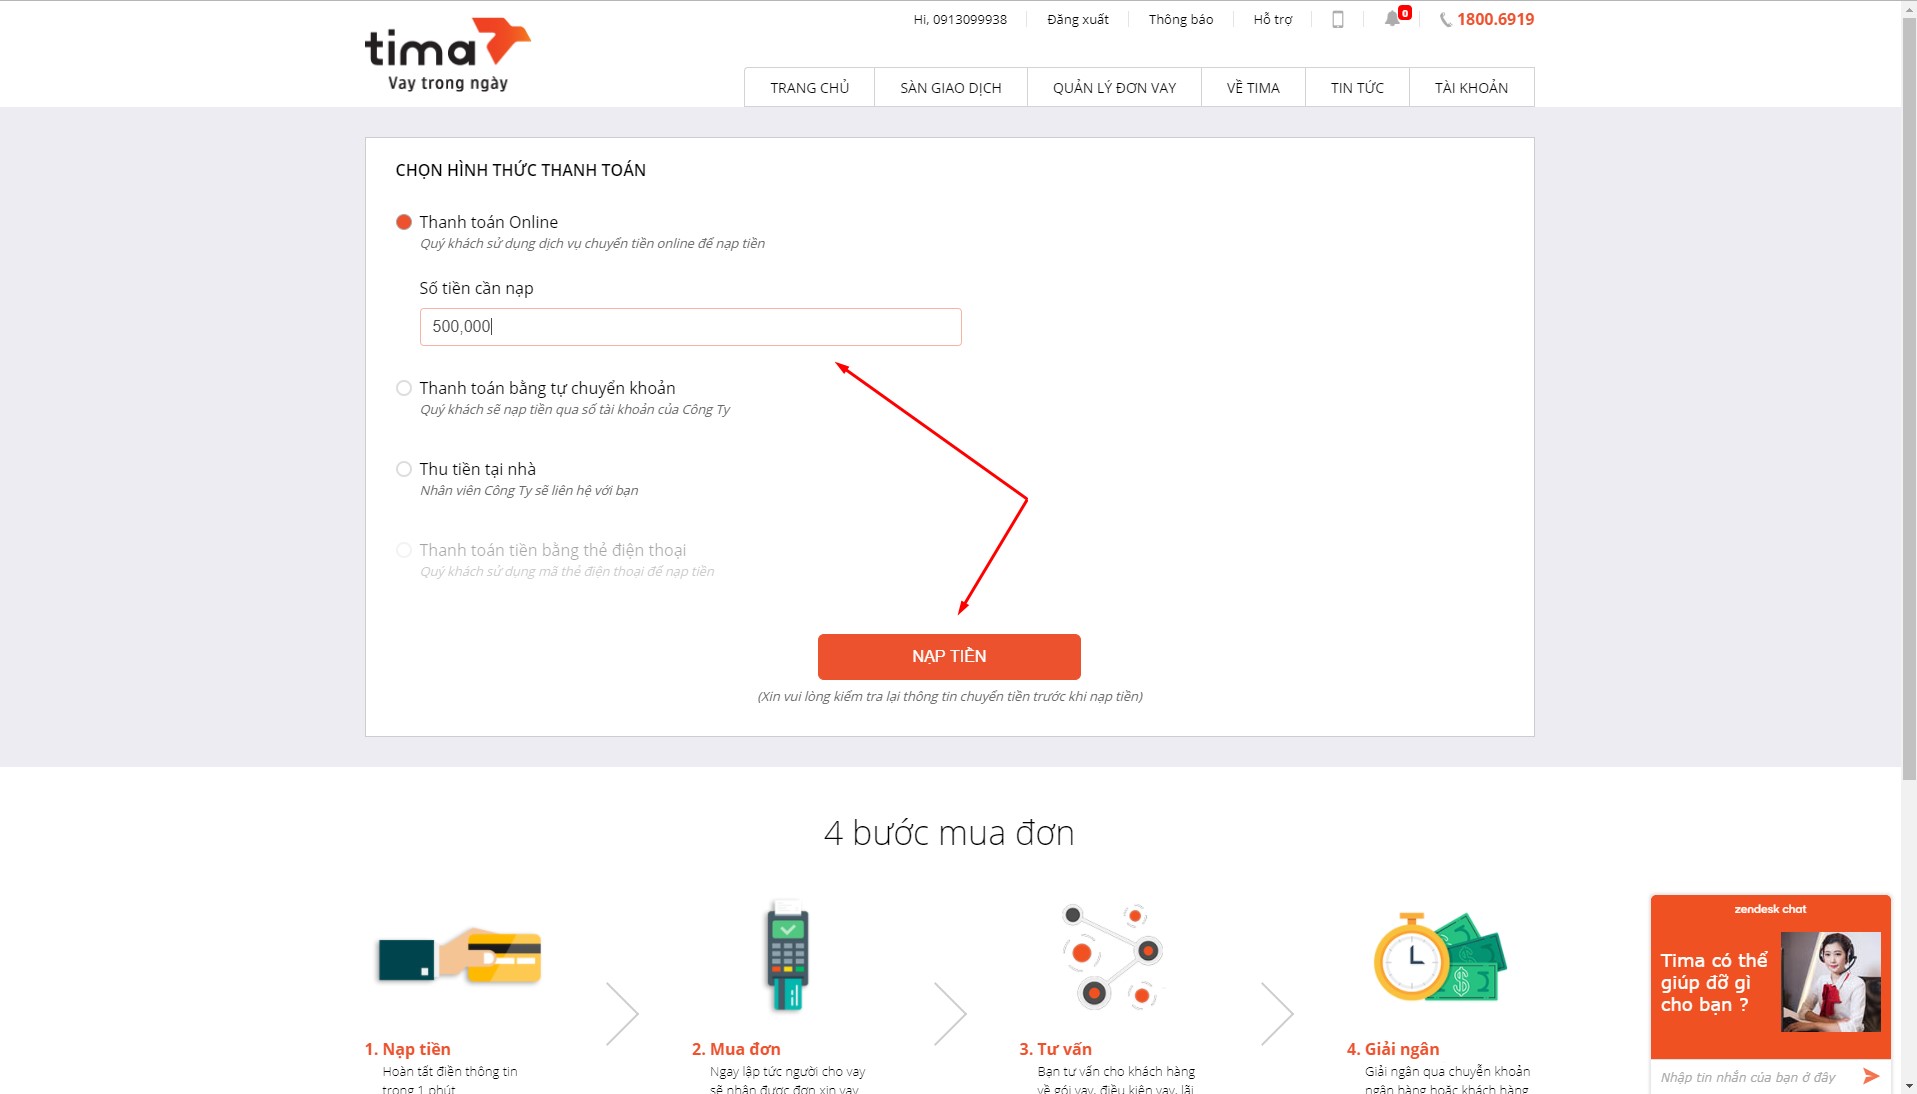 Hi, 0913099938
Đăng xuất
Thông báo
Hỗ trợ
0
1800.6919
tima
Vay trong ngày
TRANG CHỦ
SÀN GIAO DỊCH
QUẢN LÝ ĐƠN VAY
VỀ TIMA
TIN TỨC
TÀI KHOẢN
CHỌN HÌNH THỨC THANH TOÁN
Thanh toán Online
Quý khách sử dụng dịch vụ chuyển tiền online để nạp tiền
Số tiền cần nạp
500,000
Thanh toán bằng tự chuyển khoản
Quý khách sẽ nạp tiền qua số tài khoản của Công Ty
Thu tiền tại nhà
Nhân viên Công Ty sẽ liên hệ với bạn
Thanh toán tiền bằng thẻ điện thoại
Quý khách sử dụng mã thẻ điện thoại để nạp tiền
NẠP TIỀN
(Xin vui lòng kiểm tra lại thông tin chuyển tiền trước khi nạp tiền)
4 bước mua đơn
1. Nạp tiền
Hoàn tất điền thông tin
trong 1 phút
2. Mua đơn
Ngay lập tức người cho vay
sẽ nhận được đơn xin vay
3. Tư vấn
Bạn tư vấn cho khách hàng
về gói vay, điều kiện vay, lãi
4. Giải ngân
Giải ngân qua chuyển khoản
ngân hàng hoặc khách hàng
zendesk chat
Tima có thể
giúp đỡ gì
cho bạn ?
Nhập tin nhắn của bạn ở đây